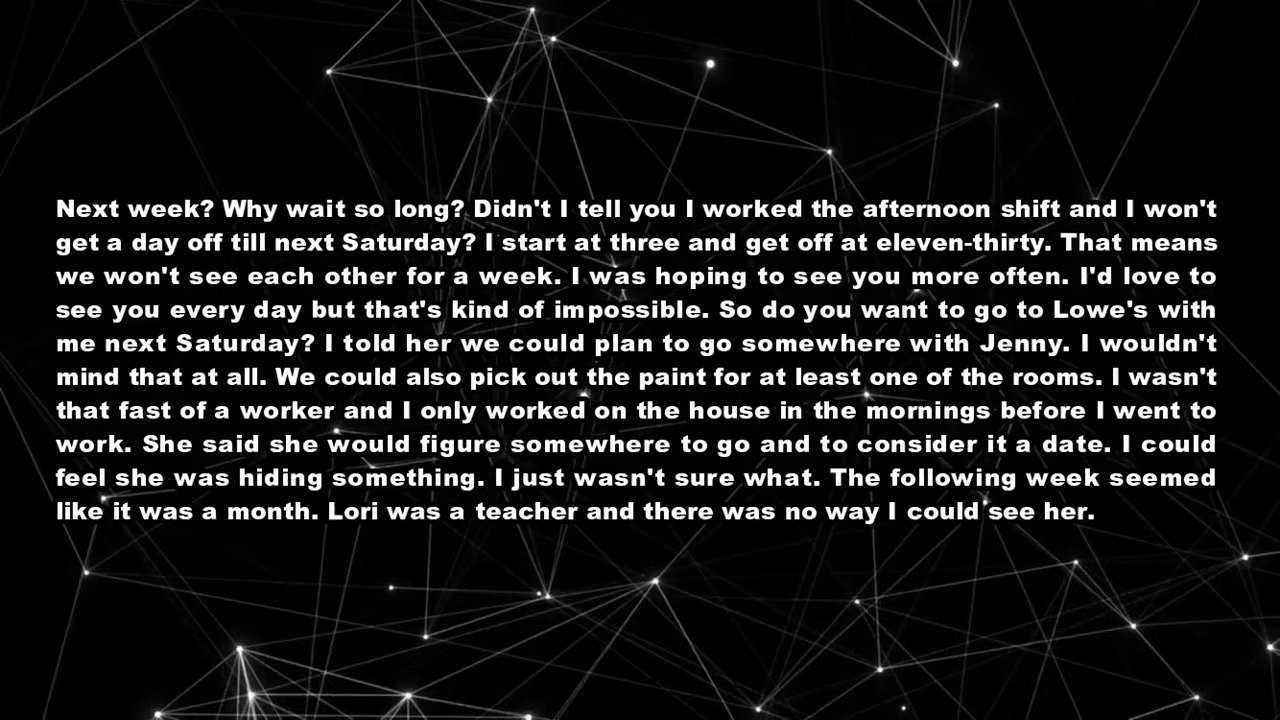 Next week? Why wait so long? Didn't I tell you I worked the afternoon shift and I won't
get a day off till next Saturday? I start at three and get off at eleven-thirty. That means
we won't see each other for a week. I was hoping to see you more often. I'd love to
see you every day but that's kind of impossible. So do you want to go to Lowe's with
me next Saturday? I told her we could plan to go somewhere with Jenny. I wouldn't
mind that at all. We could also pick out the paint for at least one of the rooms. I wasn't
that fast of a worker and I only worked on the house in the mornings before I went to
work. She said she would figure somewhere to go and to consider it a date. I could
feel she was hiding something. I just wasn't sure what. The following week seemed
like it was a month. Lori was a teacher and there was no way I could see her.